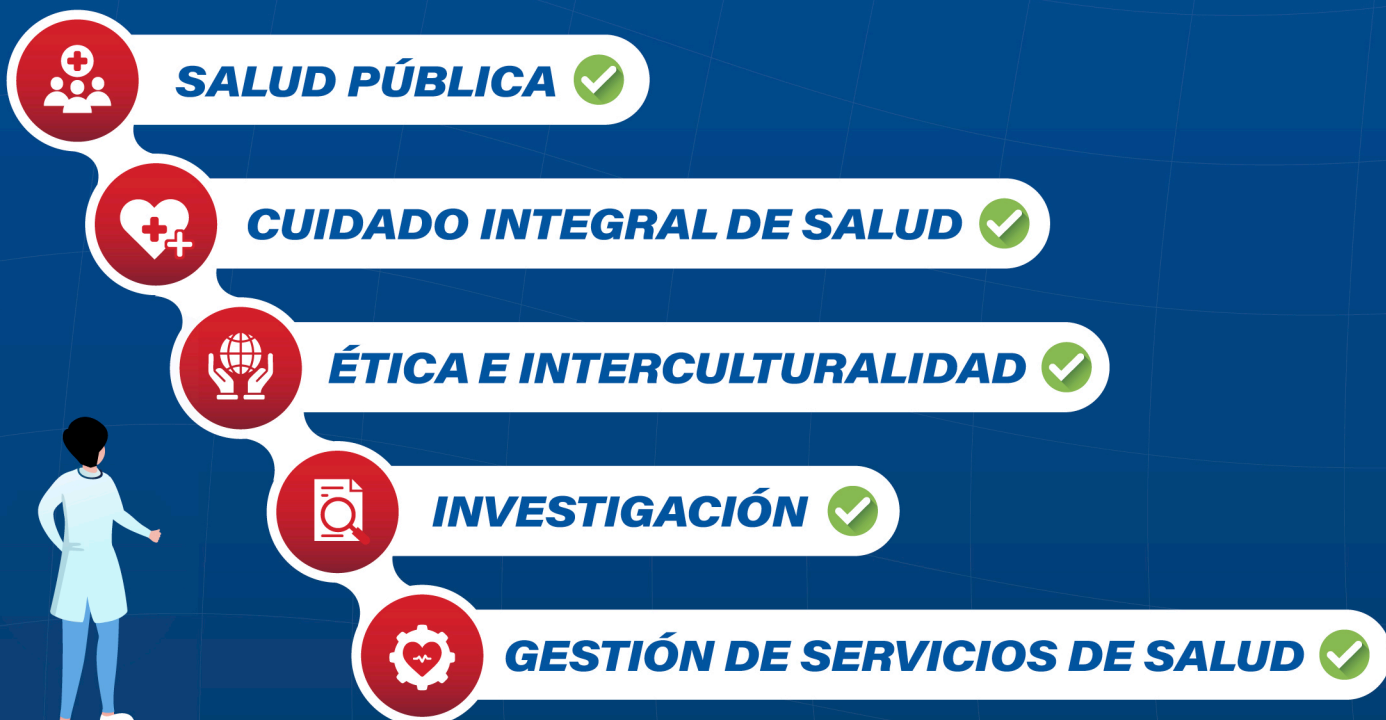 SALUD PÚBLICA
CUIDADO INTEGRAL DE SALUD
ÉTICA E INTERCULTURALIDAD
INVESTIGACIÓN
GESTIÓN DE SERVICIOS DE SALUD